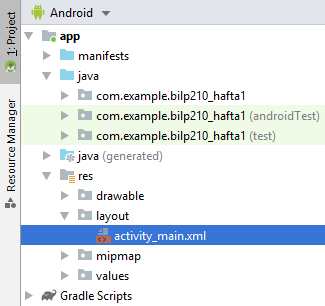 Android
1: Project
Resource Manager
app
manifests
java
com.example.bilp210_hafta1
com.example.bilp210_hafta1 (androidTest)
com.example.bilp210_hafta1 (test)
java (generated)
res
drawable
layout
activity_main.xml
mipmap
values
Gradle Scripts